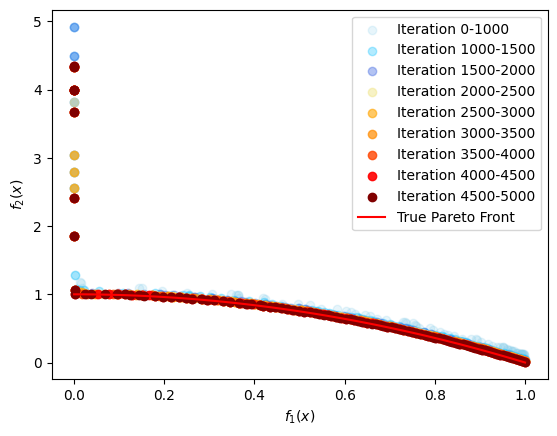 5
4
3
2
1
0
f₂(x)
0.0 0.2 0.4 0.6 0.8 1.0
f₁(x)
Iteration 0-1000
Iteration 1000-1500
Iteration 1500-2000
Iteration 2000-2500
Iteration 2500-3000
Iteration 3000-3500
Iteration 3500-4000
Iteration 4000-4500
Iteration 4500-5000
True Pareto Front